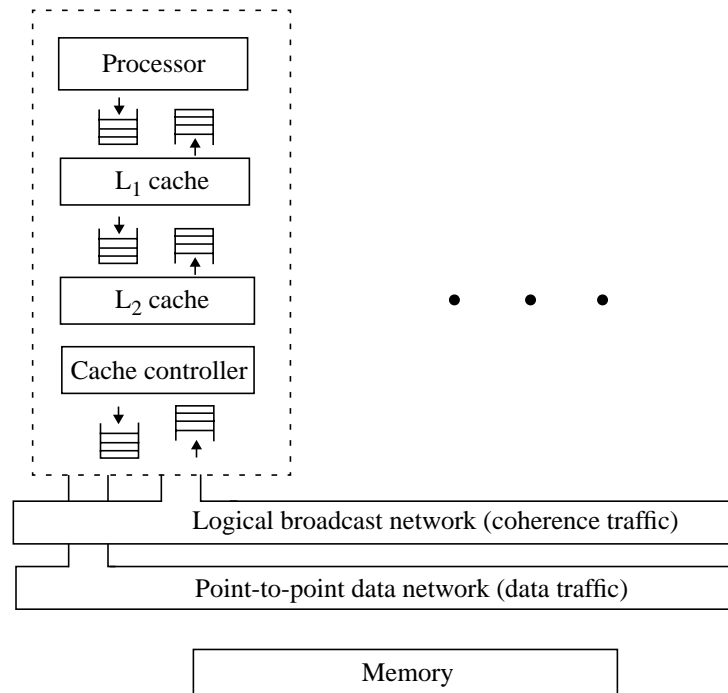 Processor
L1 cache
L2 cache
Cache controller
Logical broadcast network (coherence traffic)
Point-to-point data network (data traffic)
Memory